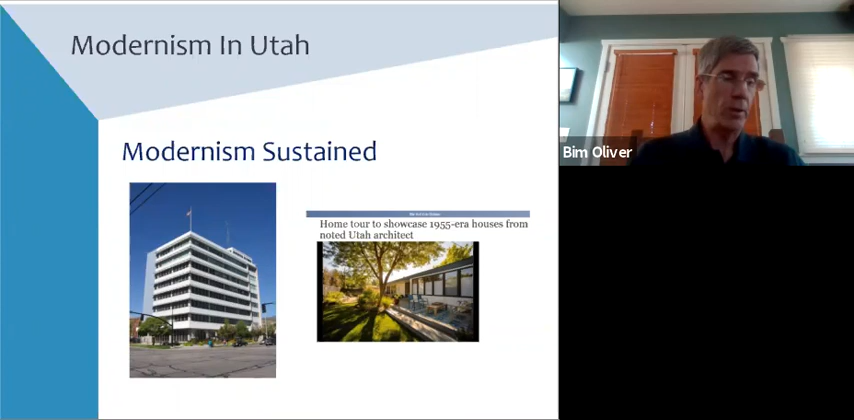 Modernism In Utah
Modernism Sustained
Home tour to showcase 1955-era houses from
noted Utah architect
Bim Oliver